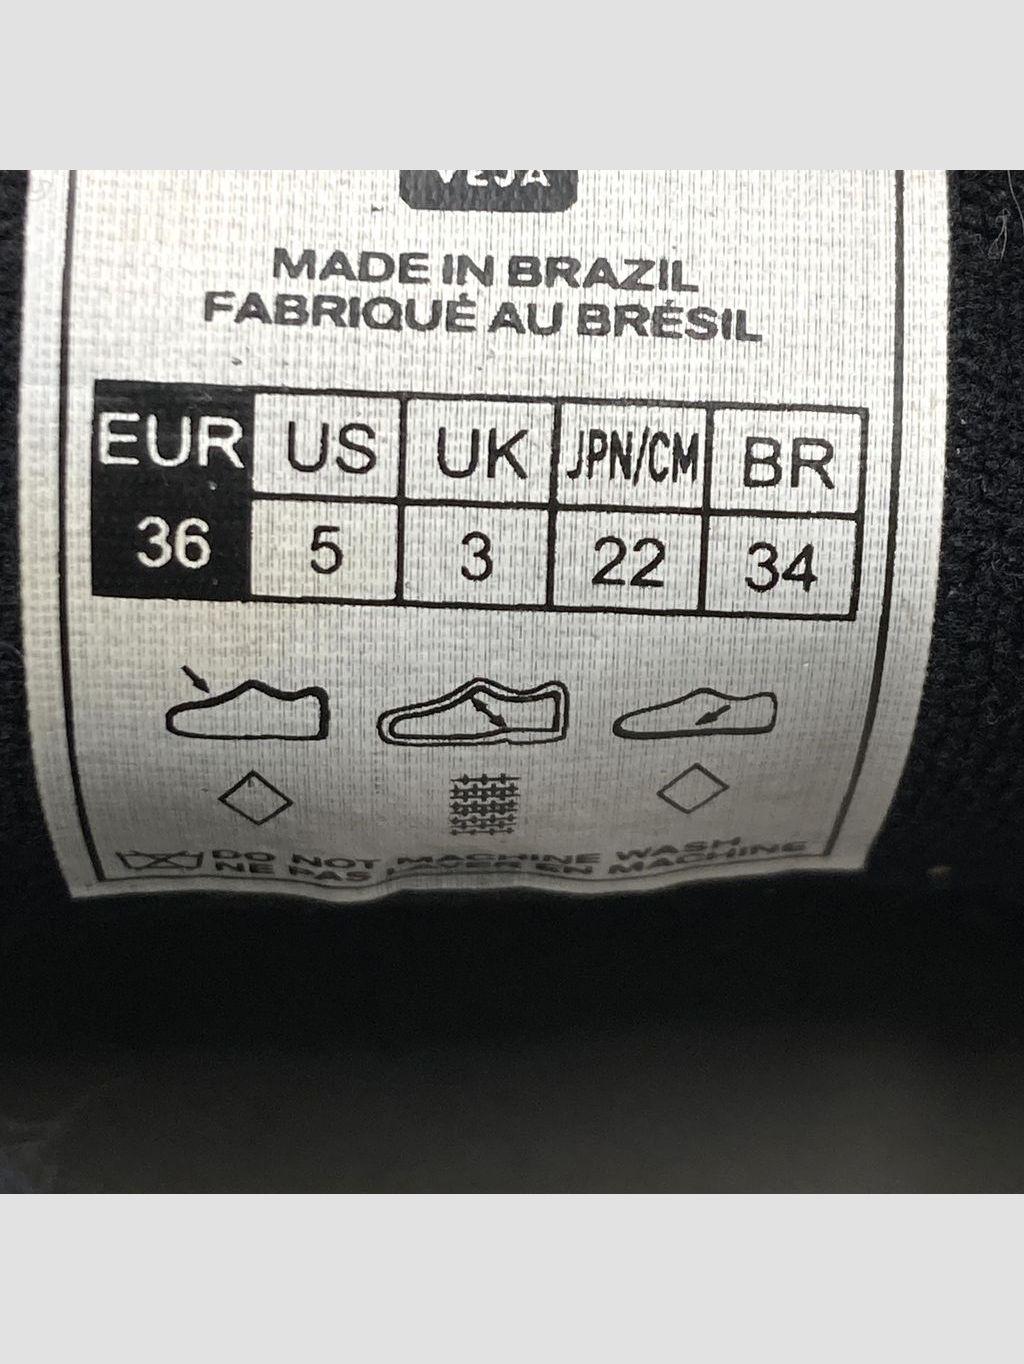 VEJA
MADE IN BRAZIL
FABRIQUÉ AU BRÉSIL
EUR US UK JPN/CM BR
36 5 3 22 34
DO NOT MACHINE WASH
NE PAS LAVER EN MACHINE